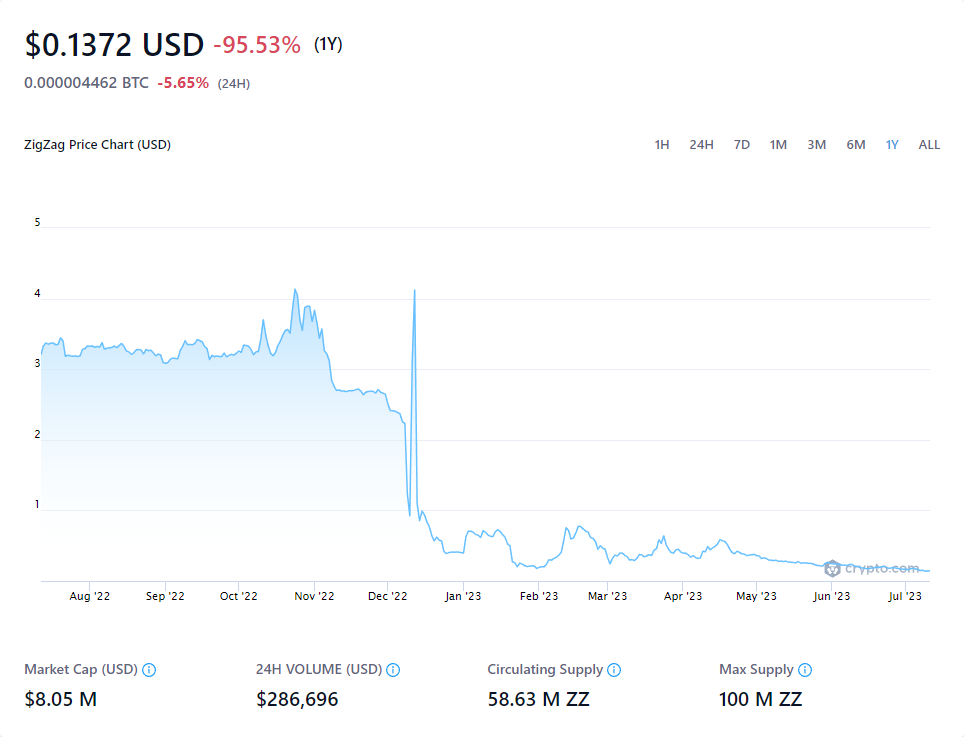 $0.1372 USD -95.53% (1Y)
0.000004462 BTC -5.65% (24H)
ZigZag Price Chart (USD) 1H 24H 7D 1M 3M 6M 1Y ALL
5
4
3
2
1
crypto.com
Aug '22 Sep '22 Oct '22 Nov '22 Dec '22 Jan '23 Feb '23 Mar '23 Apr '23 May '23 Jun '23 Jul '23
Market Cap (USD) 24H VOLUME (USD) Circulating Supply Max Supply
$8.05 M $286,696 58.63 M ZZ 100 M ZZ